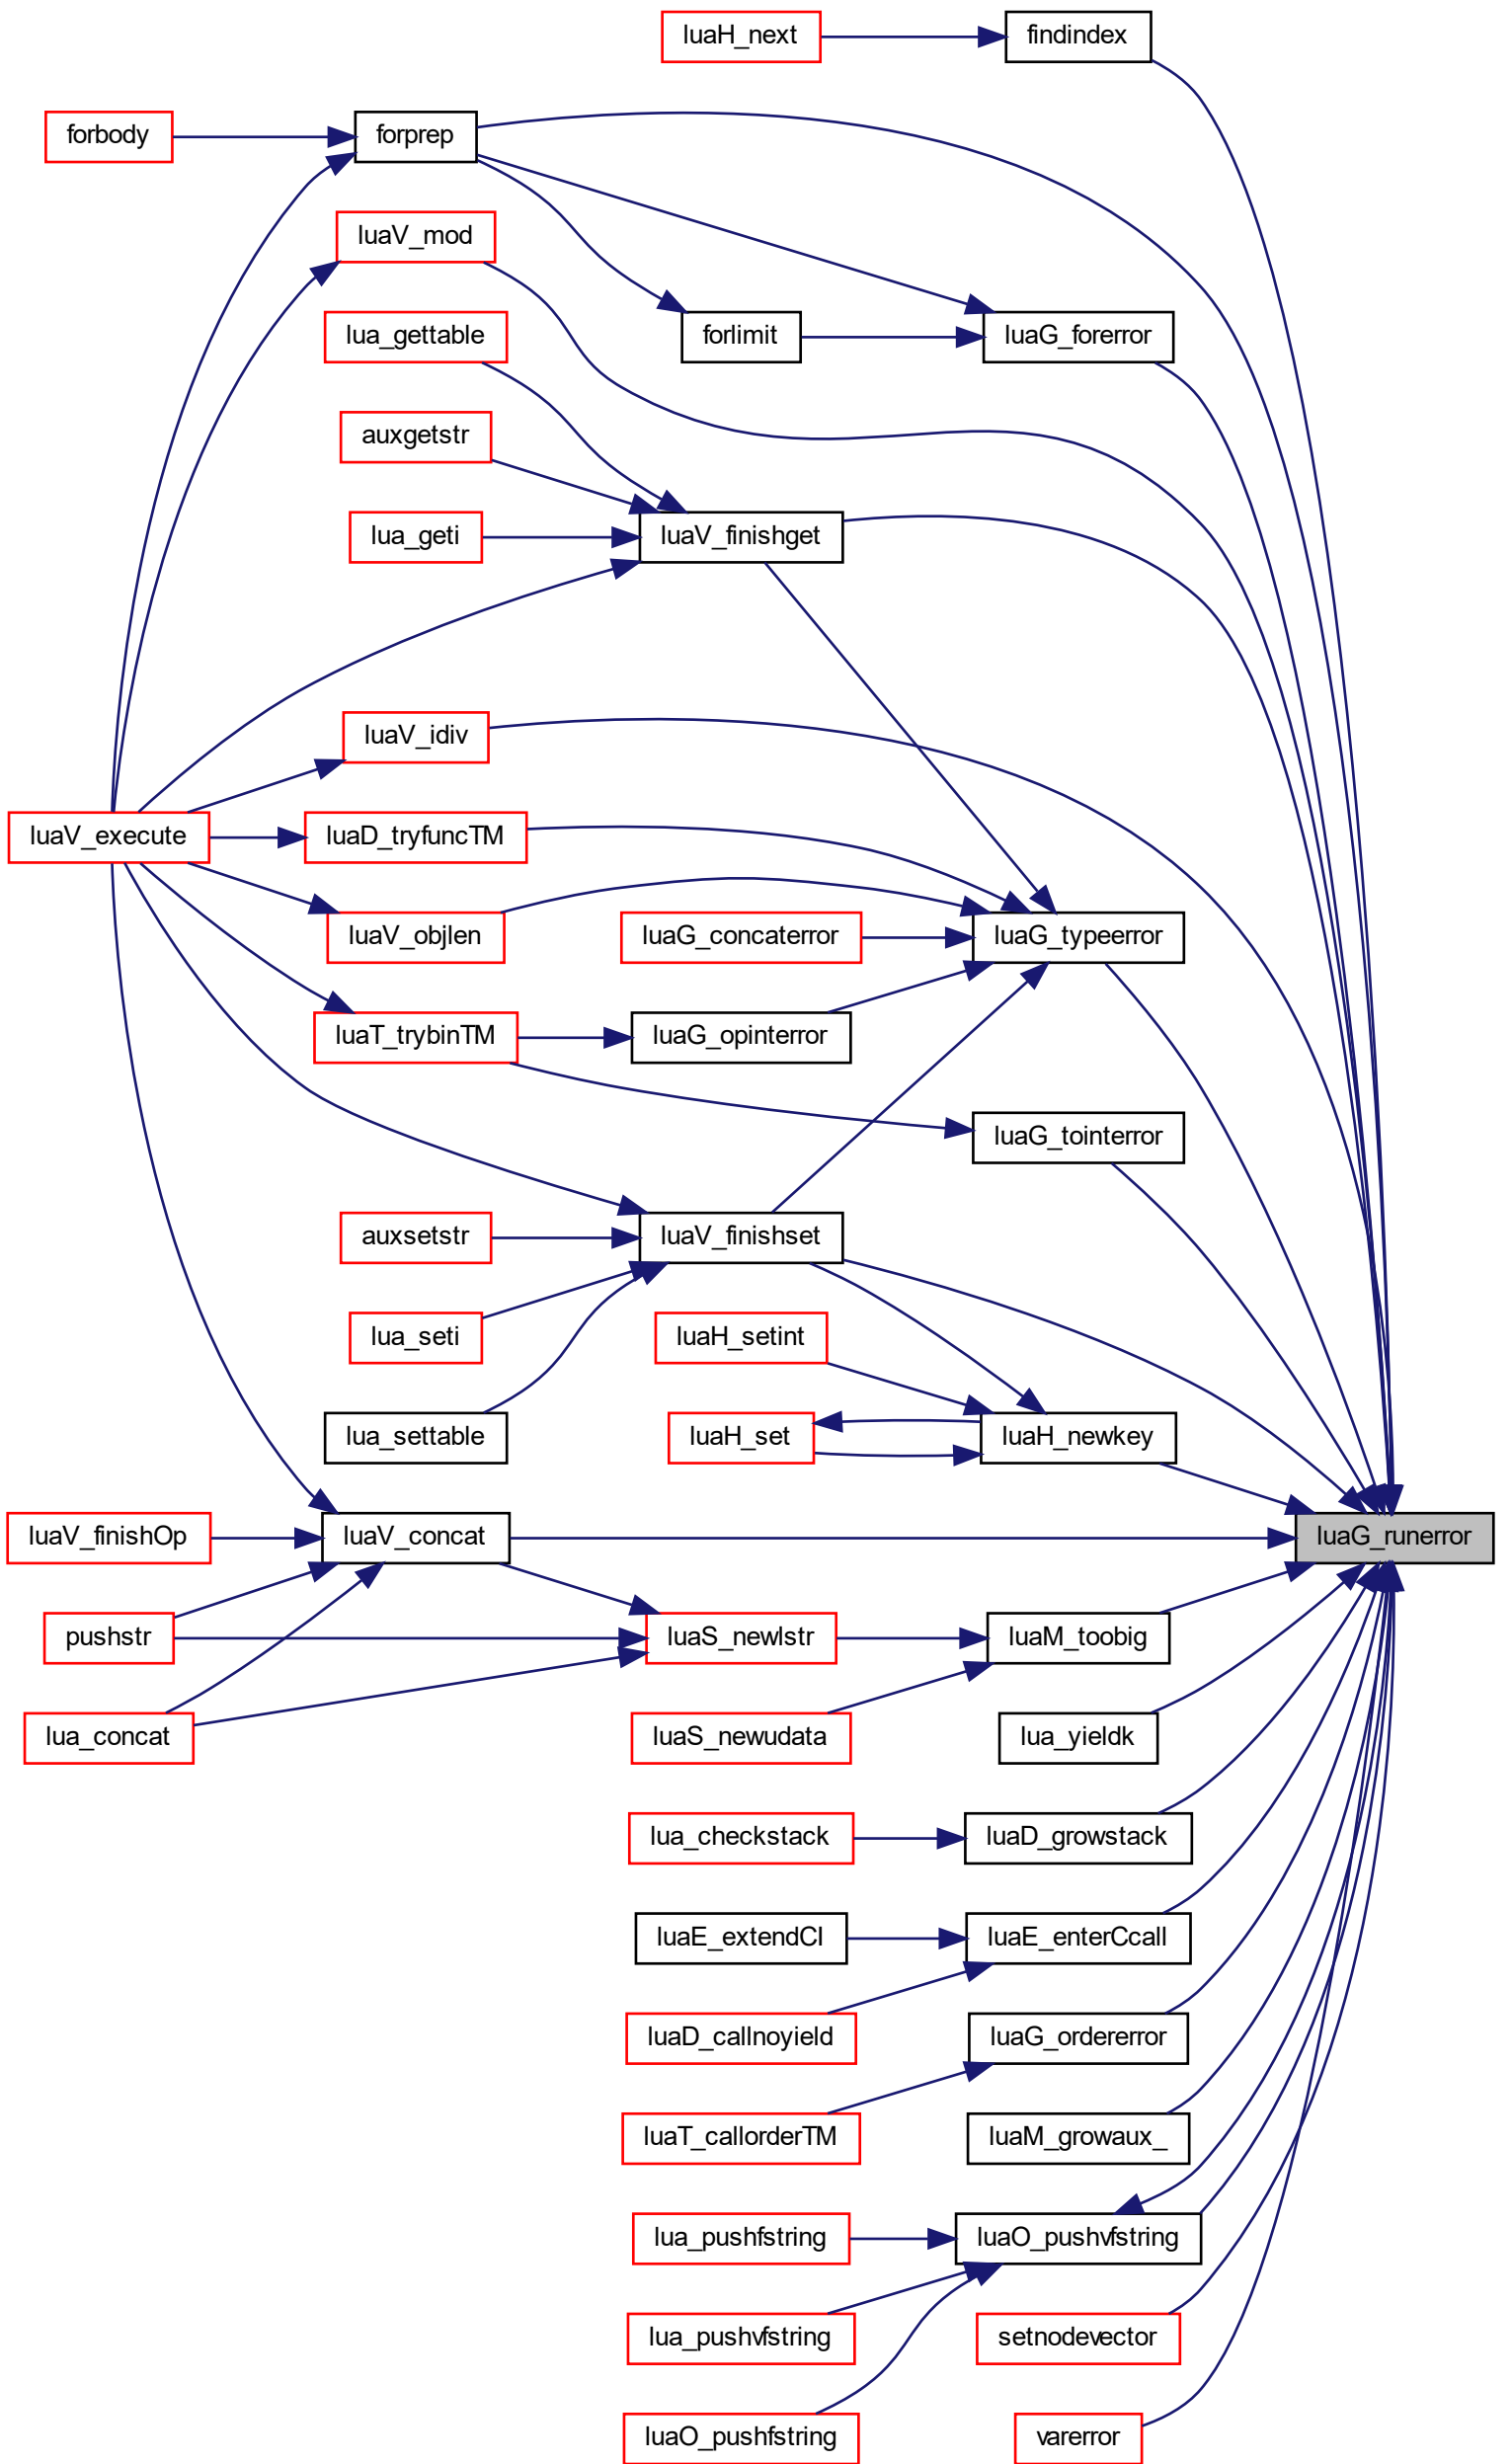 luaH_next
findindex
forbody
forprep
luaV_mod
lua_gettable
forlimit
luaG_forerror
auxgetstr
lua_geti
luaV_finishget
luaV_idiv
luaV_execute
luaD_tryfuncTM
luaV_objlen
luaG_concaterror
luaG_typeerror
luaT_trybinTM
luaG_opinterror
luaG_tointerror
auxsetstr
luaV_finishset
lua_seti
luaH_setint
lua_settable
luaH_set
luaH_newkey
luaV_finishOp
luaV_concat
luaG_runerror
pushstr
luaS_newlstr
luaM_toobig
lua_concat
luaS_newudata
lua_yieldk
lua_checkstack
luaD_growstack
luaE_extendCI
luaE_enterCcall
luaD_callnoyield
luaG_ordererror
luaT_callorderTM
luaM_growaux_
lua_pushfstring
luaO_pushvfstring
lua_pushvfstring
setnodevector
luaO_pushfstring
varerror